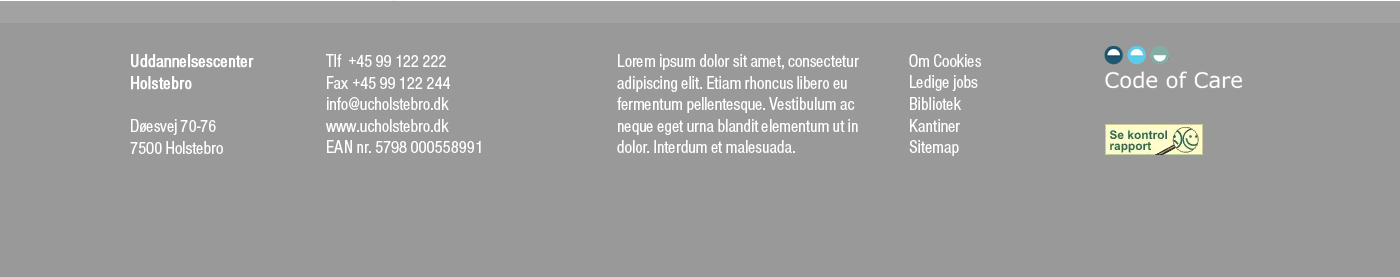 Uddannelsescenter
Holstebro
Døesvej 70-76
7500 Holstebro
Tlf +45 99 122 222
Fax +45 99 122 244
info@ucholstebro.dk
www.ucholstebro.dk
EAN nr. 5798 000558991
Lorem ipsum dolor sit amet, consectetur
adipiscing elit. Etiam rhoncus libero eu
fermentum pellentesque. Vestibulum ac
neque eget urna blandit elementum ut in
dolor. Interdum et malesuada.
Om Cookies
Ledige jobs
Bibliotek
Kantiner
Sitemap
Code of Care
Se kontrol
rapport